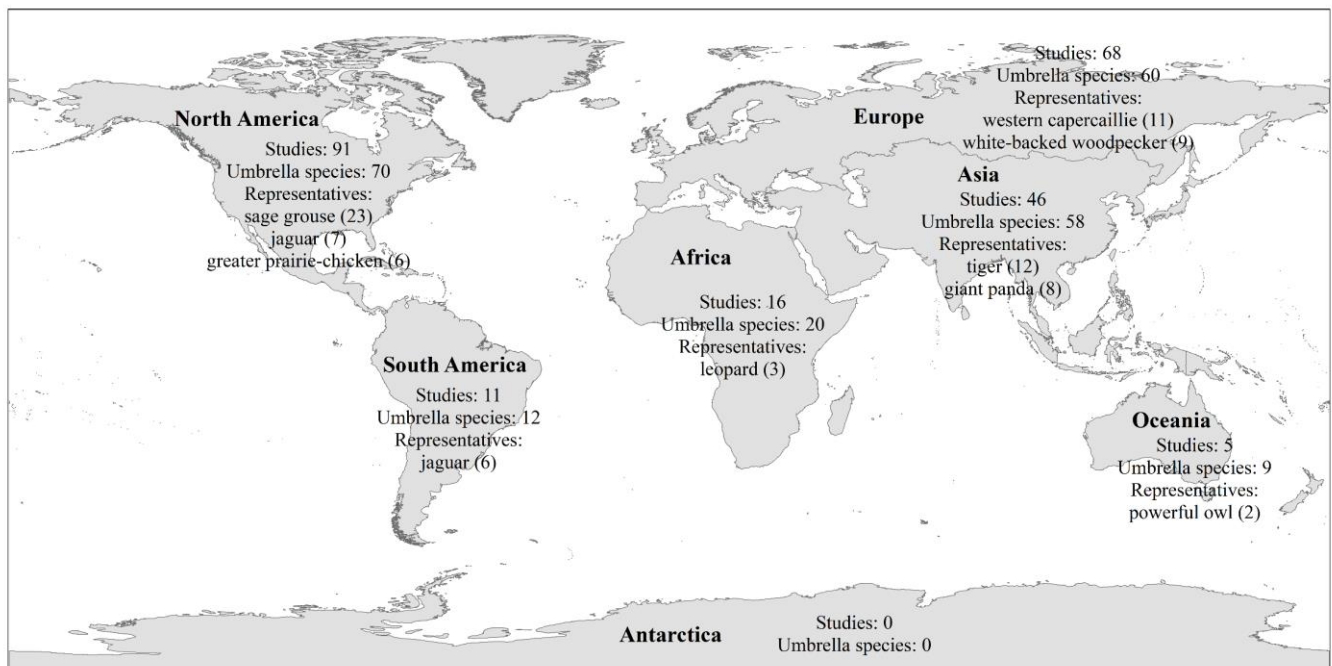 North America
Studies: 91
Umbrella species: 70
Representatives:
sage grouse (23)
jaguar (7)
greater prairie-chicken (6)
Europe
Studies: 68
Umbrella species: 60
Representatives:
western capercaillie (11)
white-backed woodpecker (9)
Asia
Studies: 46
Umbrella species: 58
Representatives:
tiger (12)
giant panda (8)
Africa
Studies: 16
Umbrella species: 20
Representatives:
leopard (3)
South America
Studies: 11
Umbrella species: 12
Representatives:
jaguar (6)
Oceania
Studies: 5
Umbrella species: 9
Representatives:
powerful owl (2)
Antarctica
Studies: 0
Umbrella species: 0